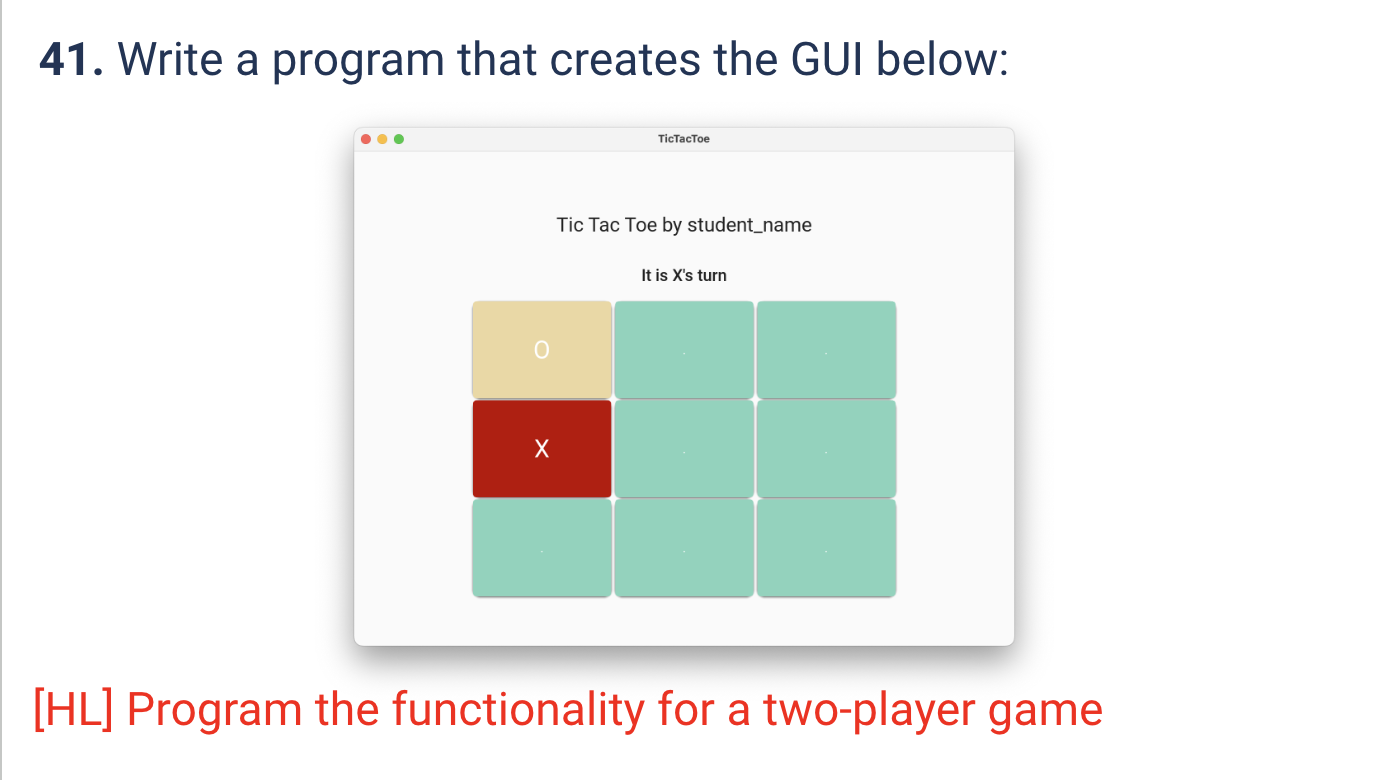 41. Write a program that creates the GUI below:
TicTacToe
Tic Tac Toe by student_name
It is X's turn
O . .
X . .
. . .
[HL] Program the functionality for a two-player game